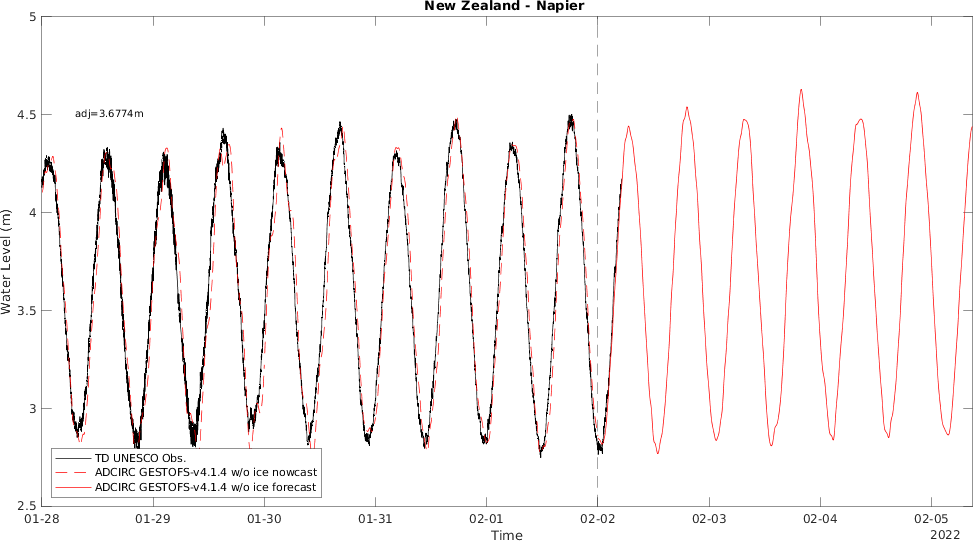 New Zealand - Napier
5
4.5
4
3.5
3
2.5
Water Level (m)
adj=3.6774m
TD UNESCO Obs.
ADCIRC GESTOFS-v4.1.4 w/o ice nowcast
ADCIRC GESTOFS-v4.1.4 w/o ice forecast
01-28 01-29 01-30 01-31 02-01 02-02 02-03 02-04 02-05
Time
2022